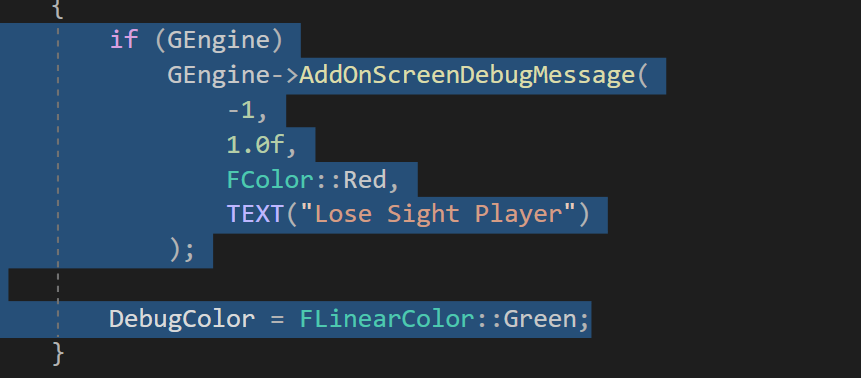 {
if (GEngine)
GEngine->AddOnScreenDebugMessage(
-1,
1.0f,
FColor::Red,
TEXT("Lose Sight Player")
);
DebugColor = FLinearColor::Green;
}